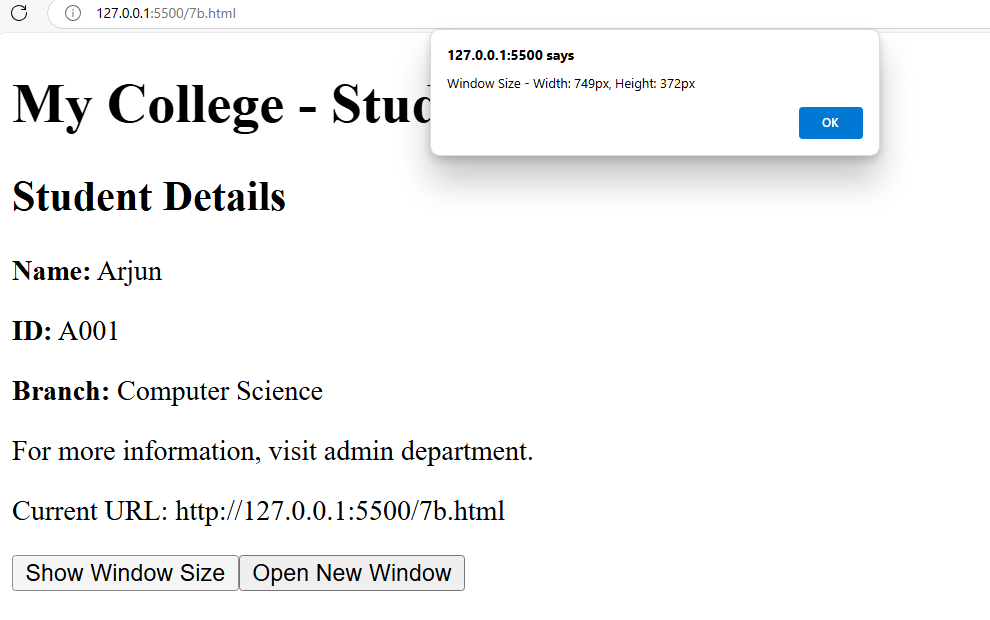 127.0.0.1:5500/7b.html
127.0.0.1:5500 says
Window Size - Width: 749px, Height: 372px
OK
My College - Stud
Student Details
Name: Arjun
ID: A001
Branch: Computer Science
For more information, visit admin department.
Current URL: http://127.0.0.1:5500/7b.html
Show Window Size Open New Window